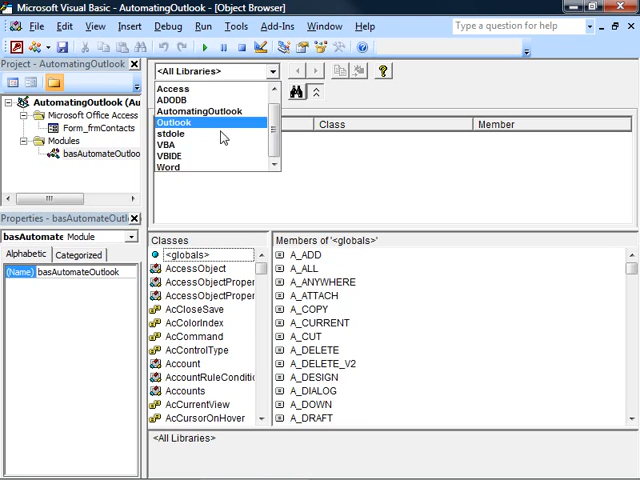 Microsoft Visual Basic - AutomatingOutlook - [Object Browser]
File Edit View Insert Debug Run Tools Add-Ins Window Help
Type a question for help
Project - AutomatingOutlook
AutomatingOutlook (A
Microsoft Office Access
Form_frmContacts
Modules
basAutomateOutloo
<All Libraries>
Access
ADODB
AutomatingOutlook
Outlook
stdole
VBA
VBIDE
Word
Class Member
Properties - basAutomateOutl
basAutomate Module
Alphabetic Categorized
(Name) basAutomateOutlook
Classes
<globals>
AccessObject
AccessObjectProper
AccessObjectProper
AcCloseSave
AcColorIndex
AcCommand
AcControlType
Account
AccountRuleConditio
Accounts
AcCurrentView
AcCursorOnHover
Members of '<globals>'
A_ADD
A_ALL
A_ANYWHERE
A_ATTACH
A_COPY
A_CURRENT
A_CUT
A_DELETE
A_DELETE_V2
A_DESIGN
A_DIALOG
A_DOWN
A_DRAFT
<All Libraries>